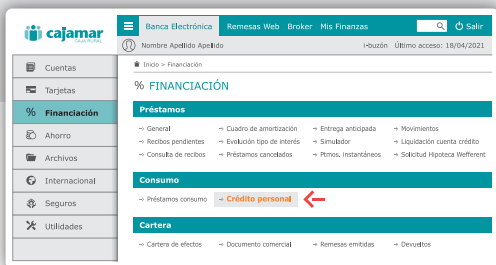 cajamar
CAJA RURAL
Banca Electrónica Remesas Web Broker Mis Finanzas Salir
Nombre Apellido Apellido i-buzón Último acceso: 18/04/2021
Cuentas
Tarjetas
% Financiación
Ahorro
Archivos
Internacional
Seguros
Utilidades
Inicio > Financiación
% FINANCIACIÓN
Préstamos
General Cuadro de amortización Entrega anticipada Movimientos
Recibos pendientes Evolución tipo de interés Simulador Liquidación cuenta crédito
Consulta de recibos Préstamos cancelados Ptmos. instantáneos Solicitud Hipoteca Wefferent
Consumo
Préstamos consumo Crédito personal
Cartera
Cartera de efectos Documento comercial Remesas emitidas Devueltos